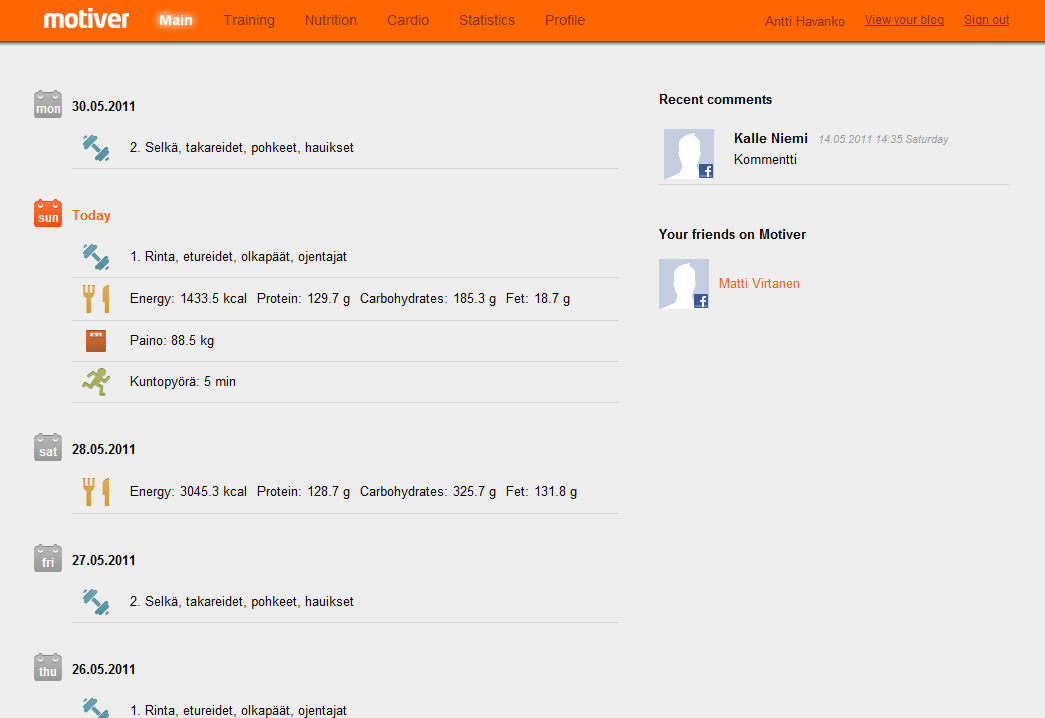 motiver Main Training Nutrition Cardio Statistics Profile Antti Havanko View your blog Sign out
mon 30.05.2011
2. Selkä, takareidet, pohkeet, hauikset
sun Today
1. Rinta, etureidet, olkapäät, ojentajat
Energy: 1433.5 kcal Protein: 129.7 g Carbohydrates: 185.3 g Fet: 18.7 g
Paino: 88.5 kg
Kuntopyörä: 5 min
sat 28.05.2011
Energy: 3045.3 kcal Protein: 128.7 g Carbohydrates: 325.7 g Fet: 131.8 g
fri 27.05.2011
2. Selkä, takareidet, pohkeet, hauikset
thu 26.05.2011
1. Rinta, etureidet, olkapäät, ojentajat
Recent comments
Kalle Niemi 14.05.2011 14:35 Saturday
Kommentti
f
Your friends on Motiver
Matti Virtanen
f